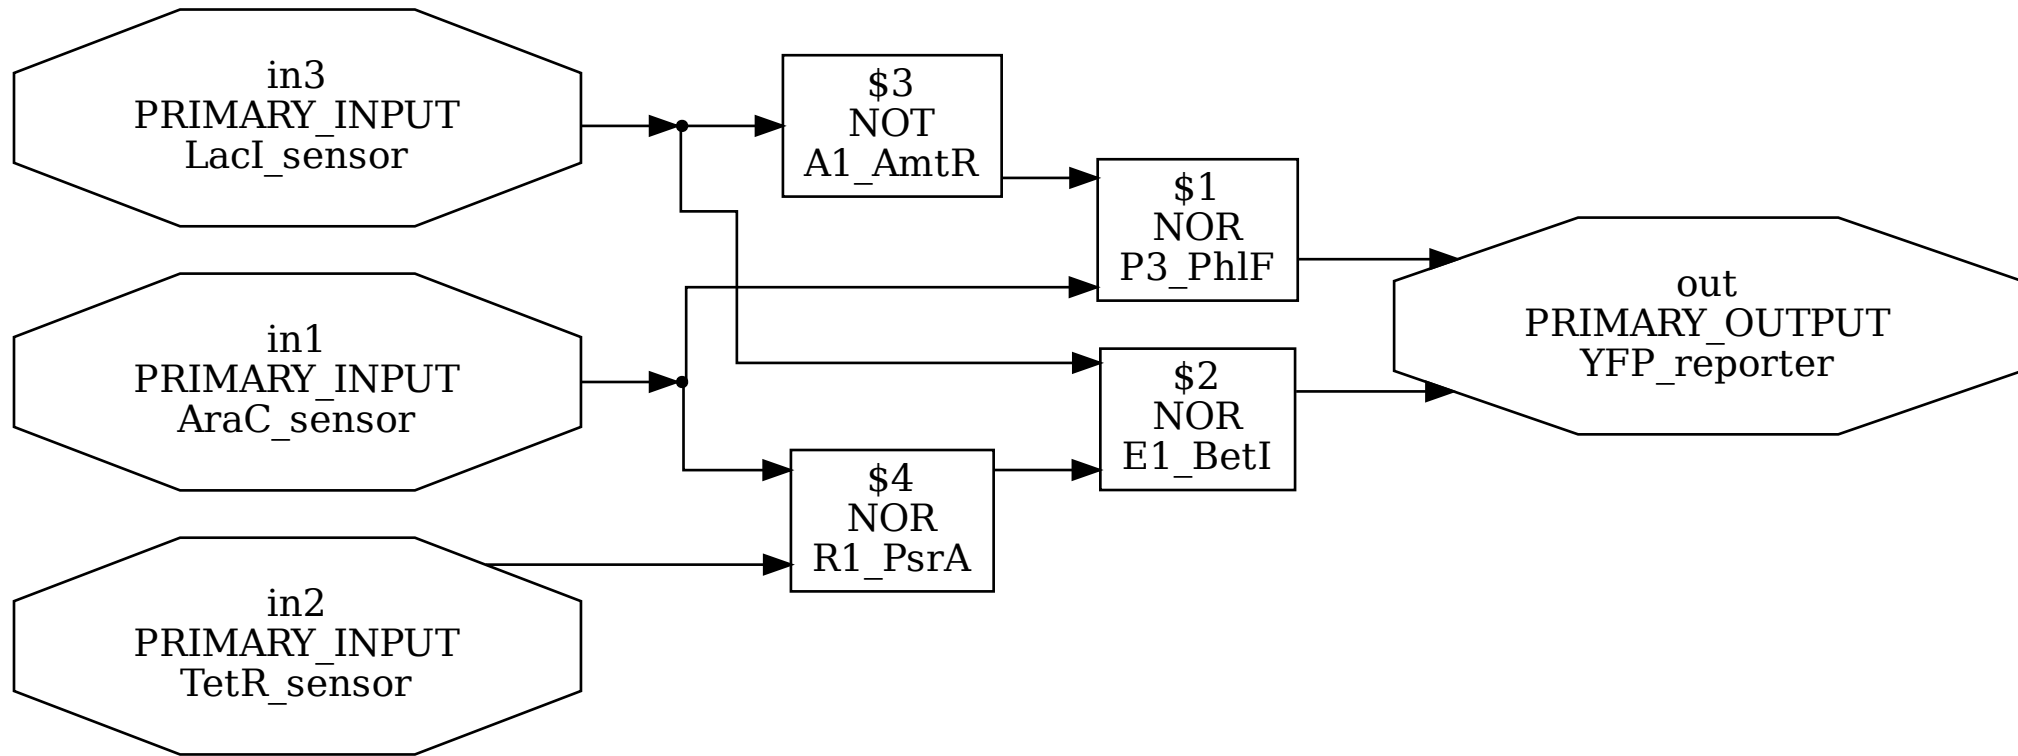 in3
PRIMARY_INPUT
LacI_sensor
$3
NOT
A1_AmtR
$1
NOR
P3_PhlF
out
PRIMARY_OUTPUT
YFP_reporter
in1
PRIMARY_INPUT
AraC_sensor
$2
NOR
E1_BetI
$4
NOR
R1_PsrA
in2
PRIMARY_INPUT
TetR_sensor